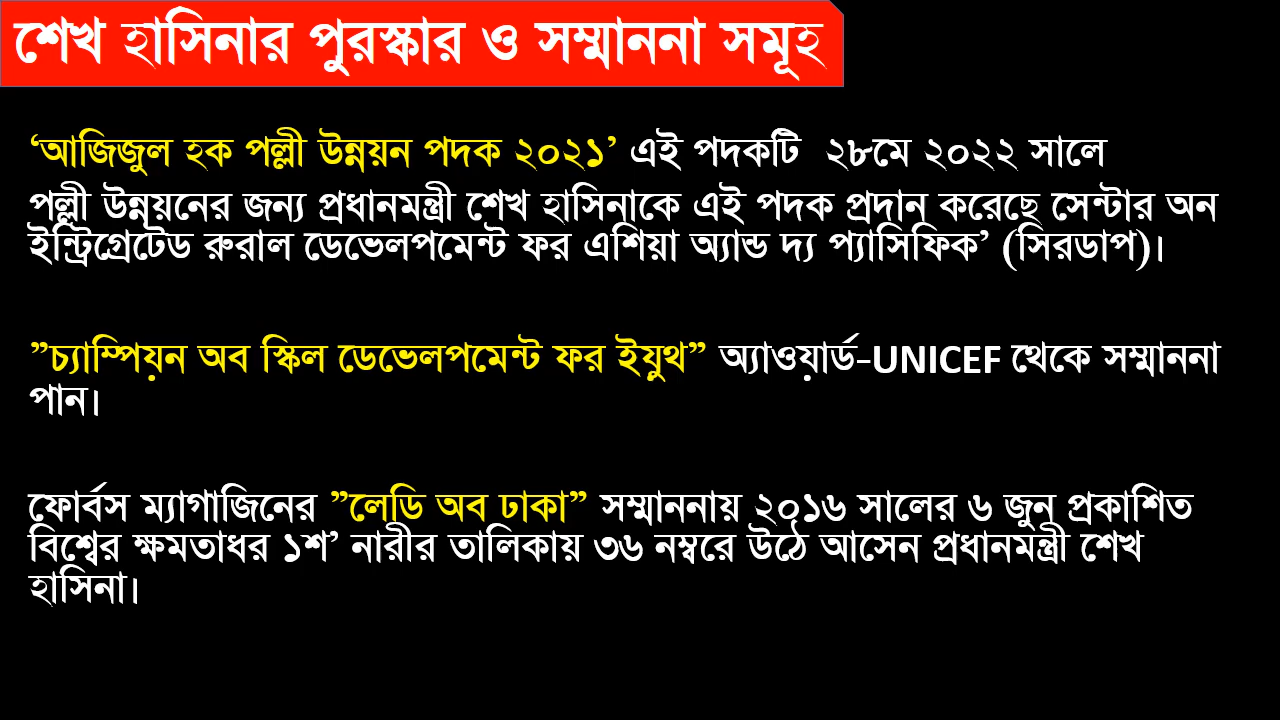 শেখ হাসিনার পুরস্কার ও সম্মাননা সমূহ
‘আজিজুল হক পল্লী উন্নয়ন পদক ২০২১’ এই পদকটি ২৮মে ২০২২ সালে
পল্লী উন্নয়নের জন্য প্রধানমন্ত্রী শেখ হাসিনাকে এই পদক প্রদান করেছে সেন্টার অন
ইন্ট্রিগ্রেটেড রুরাল ডেভেলপমেন্ট ফর এশিয়া অ্যান্ড দ্য প্যাসিফিক’ (সিরডাপ)।
”চ্যাম্পিয়ন অব স্কিল ডেভেলপমেন্ট ফর ইয়ুথ” অ্যাওয়ার্ড-UNICEF থেকে সম্মাননা
পান।
ফোর্বস ম্যাগাজিনের ”লেডি অব ঢাকা” সম্মাননায় ২০১৬ সালের ৬ জুন প্রকাশিত
বিশ্বের ক্ষমতাধর ১শ’ নারীর তালিকায় ৩৬ নম্বরে উঠে আসেন প্রধানমন্ত্রী শেখ
হাসিনা।